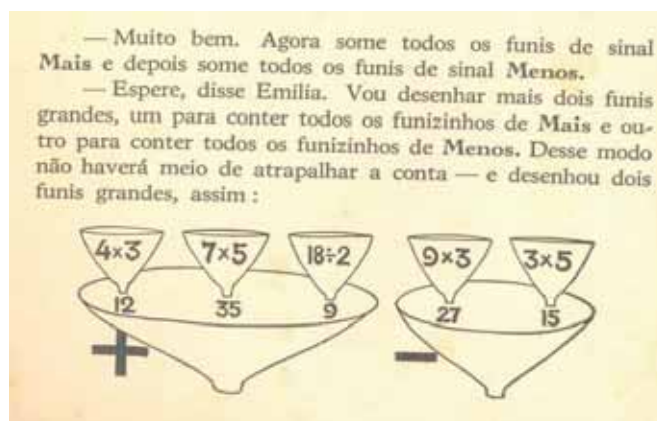 — Muito bem. Agora some todos os funis de sinal
Mais e depois some todos os funis de sinal Menos.
— Espere, disse Emilia. Vou desenhar mais dois funis
grandes, um para conter todos os funizinhos de Mais e ou-
tro para conter todos os funizinhos de Menos. Desse modo
não haverá meio de atrapalhar a conta — e desenhou dois
funis grandes, assim :
4×3 7×5 18÷2 9×3 3×5
12 35 9 27 15
+ −